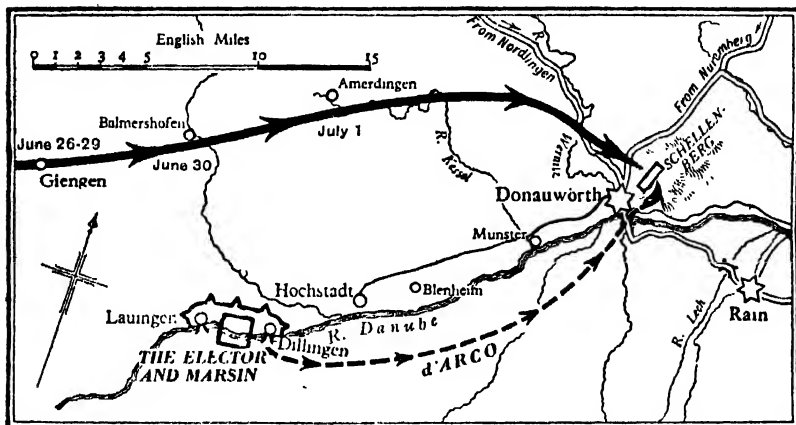 English Miles
0 1 2 3 4 5 10 15
From Nordlingen
R.
From Nuremberg
Amerdingen
Balmershofen
July 1
June 26-29
June 30
Giengen
R. Kessel
Wernitz
SCHELLEN-
BERG
Donauworth
Munster
Hochstadt
Blenheim
Lauingen
Dillingen
R. Danube
d'ARCO
R. Lech
Rain
THE ELECTOR
AND MARSIN